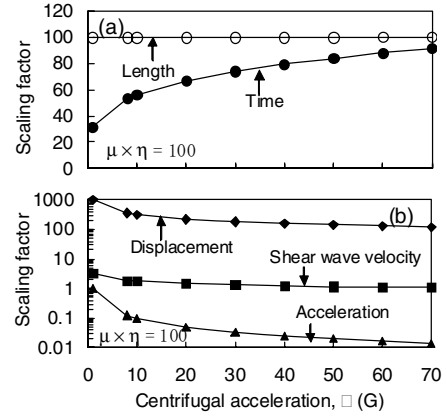 (a)
Scaling factor
120
100
80
60
40
20
0
Length
Time
μ × η = 100
(b)
Scaling factor
1000
100
10
1
0.1
0.01
Displacement
Shear wave velocity
Acceleration
μ × η = 100
0 10 20 30 40 50 60 70
Centrifugal acceleration, □ (G)